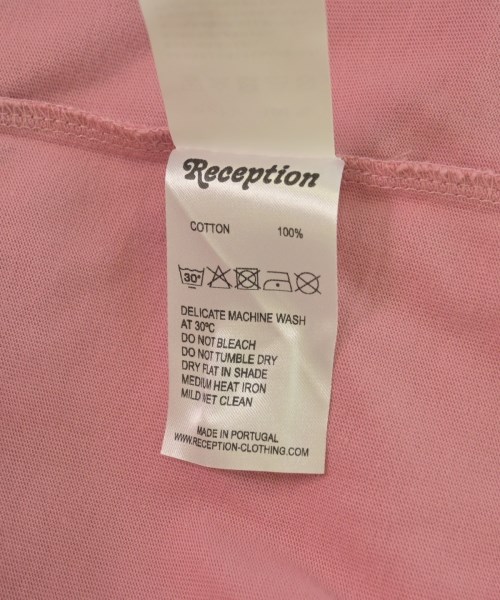 Reception
COTTON 100%
30°
DELICATE MACHINE WASH
AT 30ºC
DO NOT BLEACH
DO NOT TUMBLE DRY
DRY FLAT IN SHADE
MEDIUM HEAT IRON
MILD WET CLEAN
MADE IN PORTUGAL
WWW.RECEPTION-CLOTHING.COM